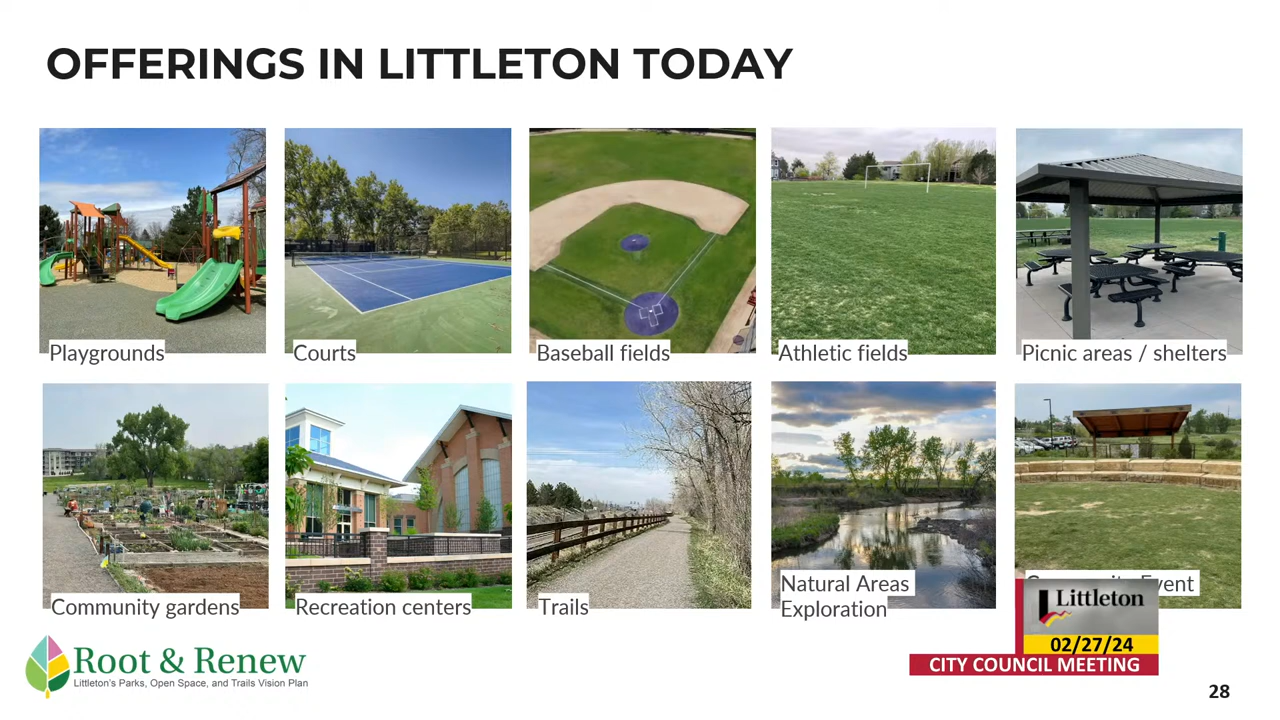 OFFERINGS IN LITTLETON TODAY
Playgrounds
Courts
Baseball fields
Athletic fields
Picnic areas / shelters
Community gardens
Recreation centers
Trails
Natural Areas
Exploration
Event
Littleton
02/27/24
CITY COUNCIL MEETING
Root & Renew
Littleton's Parks, Open Space, and Trails Vision Plan
28